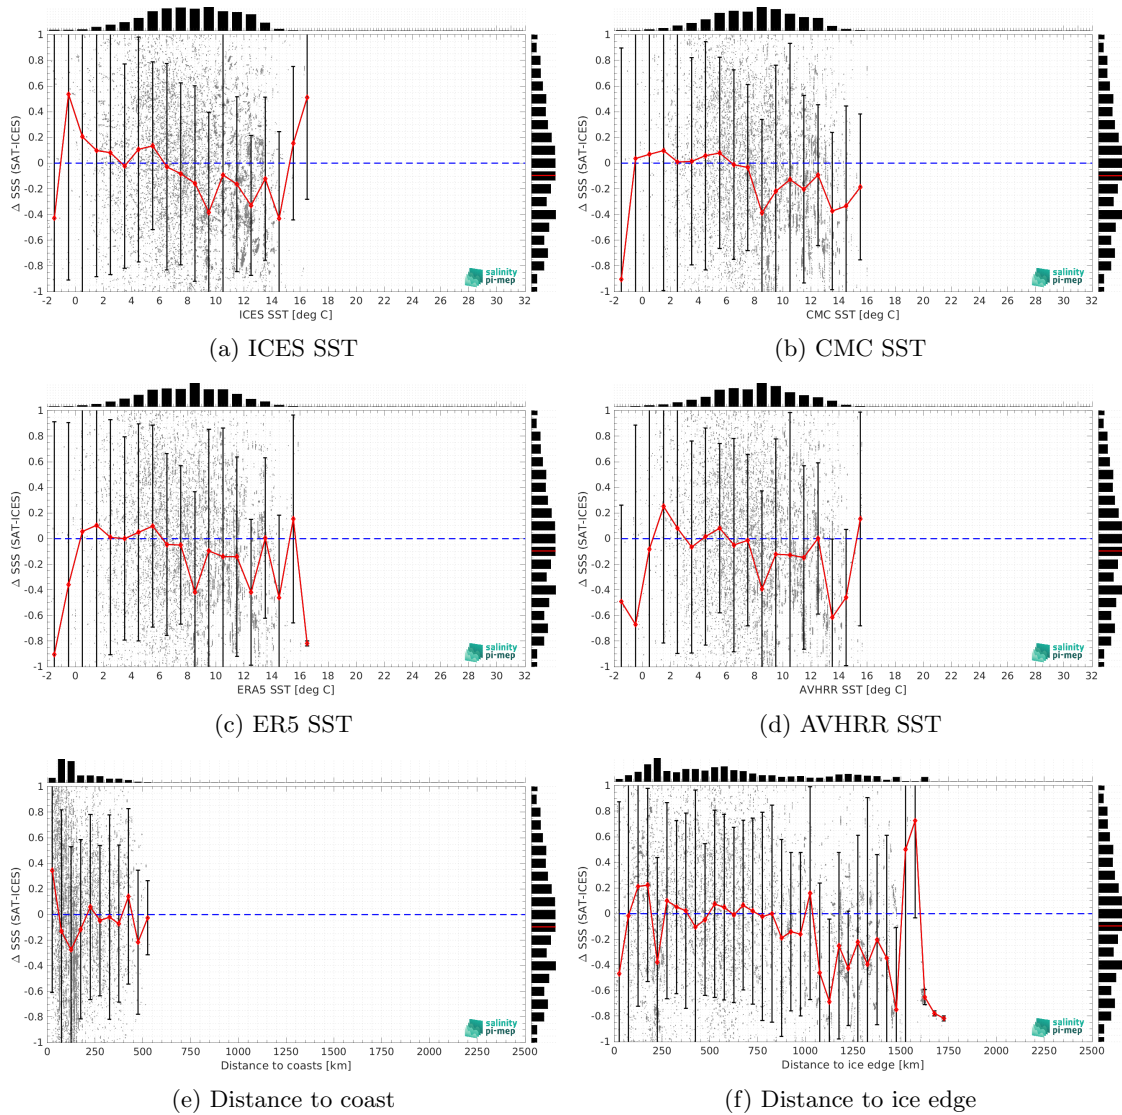 1
0.8
0.6
0.4
0.2
0
-0.2
-0.4
-0.6
-0.8
-1
Δ SSS (SAT-ICES)
salinity
pi-mep
-2 0 2 4 6 8 10 12 14 16 18 20 22 24 26 28 30 32
ICES SST [deg C]
(a) ICES SST
1
0.8
0.6
0.4
0.2
0
-0.2
-0.4
-0.6
-0.8
-1
Δ SSS (SAT-ICES)
salinity
pi-mep
-2 0 2 4 6 8 10 12 14 16 18 20 22 24 26 28 30 32
CMC SST [deg C]
(b) CMC SST
1
0.8
0.6
0.4
0.2
0
-0.2
-0.4
-0.6
-0.8
-1
Δ SSS (SAT-ICES)
salinity
pi-mep
-2 0 2 4 6 8 10 12 14 16 18 20 22 24 26 28 30 32
ERA5 SST [deg C]
(c) ER5 SST
1
0.8
0.6
0.4
0.2
0
-0.2
-0.4
-0.6
-0.8
-1
Δ SSS (SAT-ICES)
salinity
pi-mep
-2 0 2 4 6 8 10 12 14 16 18 20 22 24 26 28 30 32
AVHRR SST [deg C]
(d) AVHRR SST
1
0.8
0.6
0.4
0.2
0
-0.2
-0.4
-0.6
-0.8
-1
Δ SSS (SAT-ICES)
salinity
pi-mep
0 250 500 750 1000 1250 1500 1750 2000 2250 2500
Distance to coasts [km]
(e) Distance to coast
1
0.8
0.6
0.4
0.2
0
-0.2
-0.4
-0.6
-0.8
-1
Δ SSS (SAT-ICES)
salinity
pi-mep
0 250 500 750 1000 1250 1500 1750 2000 2250 2500
Distance to ice edge [km]
(f) Distance to ice edge